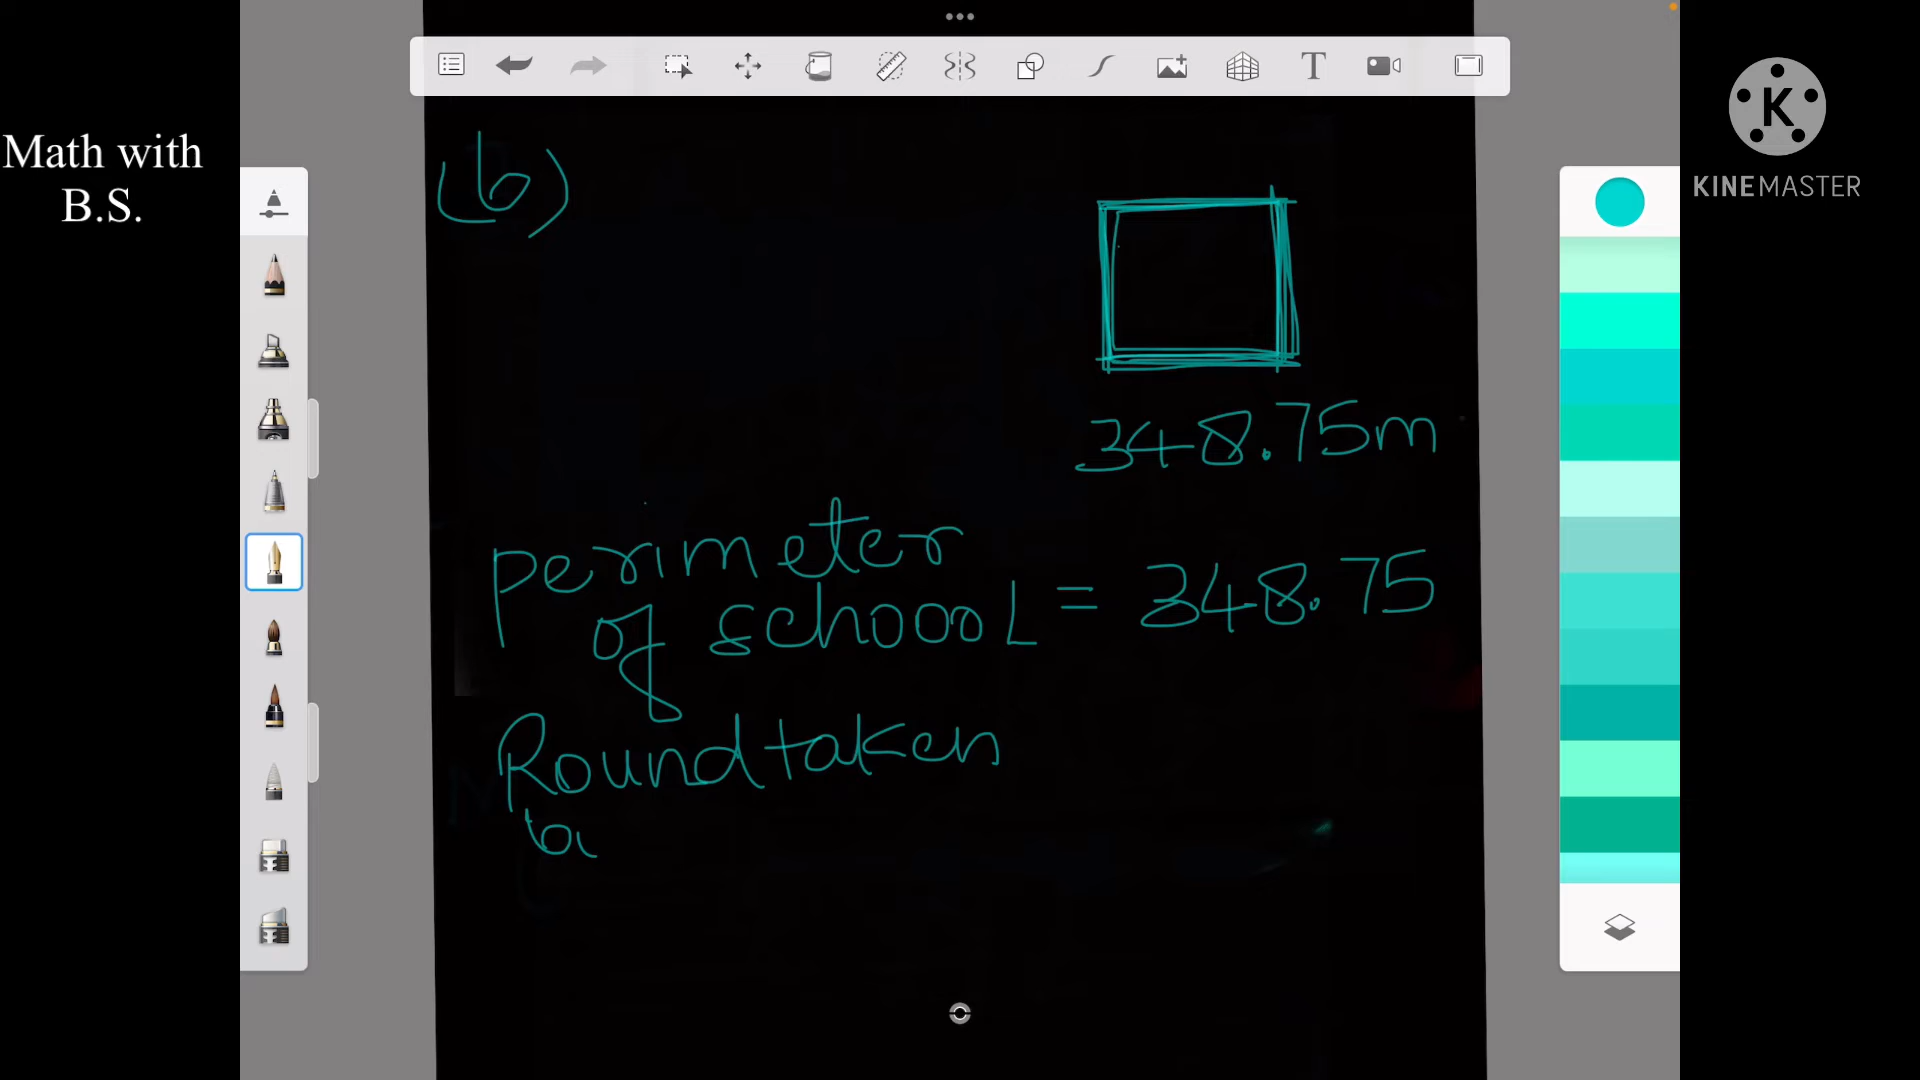 Math with
B.S.
KINEMASTER
(b)
348.75m
perimeter
of school = 348.75
Round taken